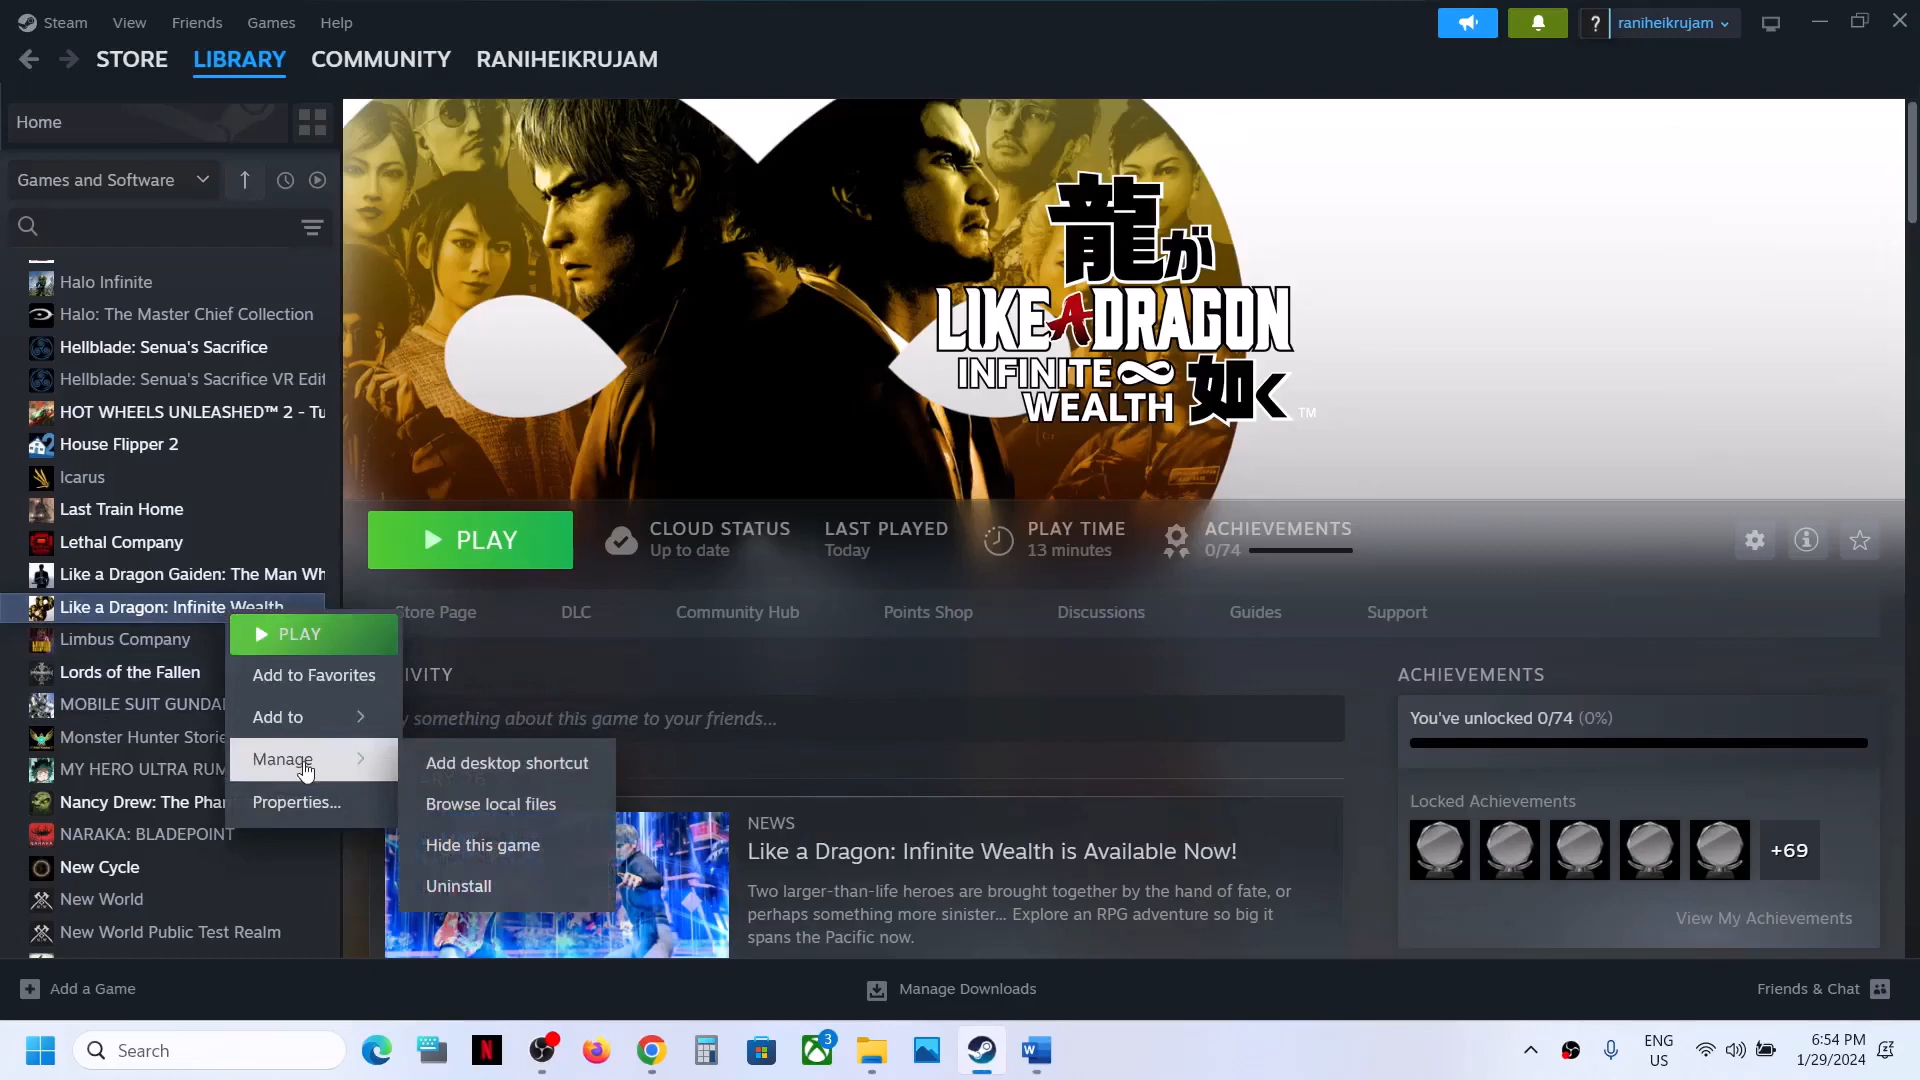 Steam View Friends Games Help
? raniheikrujam
STORE LIBRARY COMMUNITY RANIHEIKRUJAM
Home
Games and Software
Halo Infinite
Halo: The Master Chief Collection
Hellblade: Senua's Sacrifice
Hellblade: Senua's Sacrifice VR Edit
HOT WHEELS UNLEASHED™ 2 - Tu
House Flipper 2
Icarus
Last Train Home
Lethal Company
Like a Dragon Gaiden: The Man Wh
Like a Dragon: Infinite Wealth
Limbus Company
Lords of the Fallen
MOBILE SUIT GUNDA
Monster Hunter Storie
MY HERO ULTRA RUM
Nancy Drew: The Pha
NARAKA: BLADEPOINT
New Cycle
New World
New World Public Test Realm
PLAY
Add to Favorites
Add to
Manage
Properties...
Add desktop shortcut
Browse local files
Hide this game
Uninstall
龍が
LIKE A DRAGON
INFINITE
WEALTH 如く TM
PLAY
CLOUD STATUS
Up to date
LAST PLAYED
Today
PLAY TIME
13 minutes
ACHIEVEMENTS
0/74
Store Page DLC Community Hub Points Shop Discussions Guides Support
IVITY
something about this game to your friends...
NEWS
Like a Dragon: Infinite Wealth is Available Now!
Two larger-than-life heroes are brought together by the hand of fate, or
perhaps something more sinister... Explore an RPG adventure so big it
spans the Pacific now.
ACHIEVEMENTS
You've unlocked 0/74 (0%)
Locked Achievements
+69
View My Achievements
Add a Game
Manage Downloads
Friends & Chat
Search
N
3
W
ENG
US
6:54 PM
1/29/2024